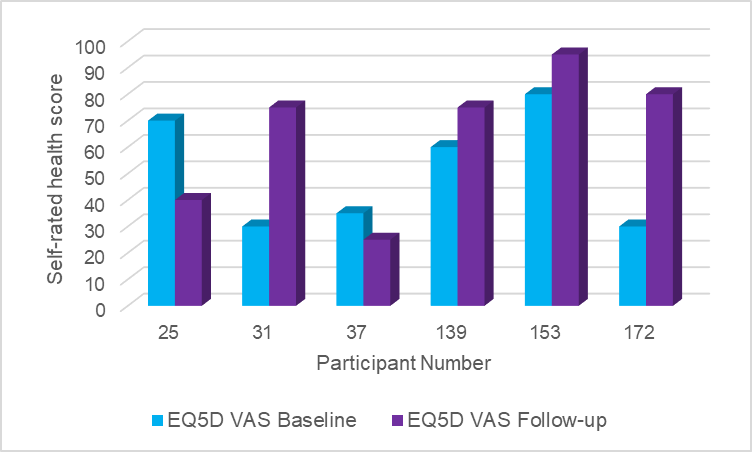 Self-rated health score
100
90
80
70
60
50
40
30
20
10
0
25 31 37 139 153 172
Participant Number
EQ5D VAS Baseline EQ5D VAS Follow-up